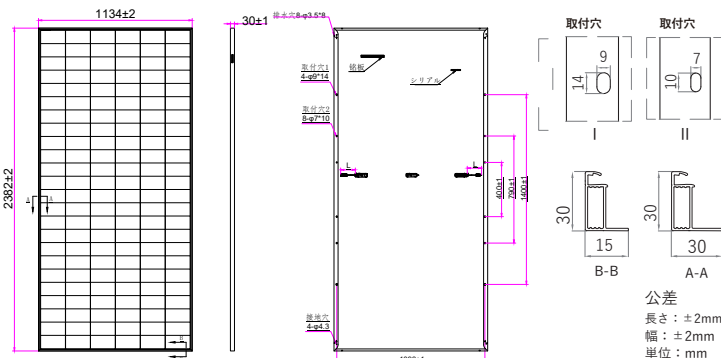 1134±2
30±1
2382±2
A
A
B
B
排水穴8-φ3.5*8
取付穴1
4-φ9*14
取付穴2
8-φ7*10
銘板
シリアル
L
L
400±1
790±1
1400±1
接地穴
4-φ4.3
取付穴
9
14
I
取付穴
7
10
II
30
15
B-B
30
30
A-A
公差
長さ：±2mm
幅：±2mm
単位：mm